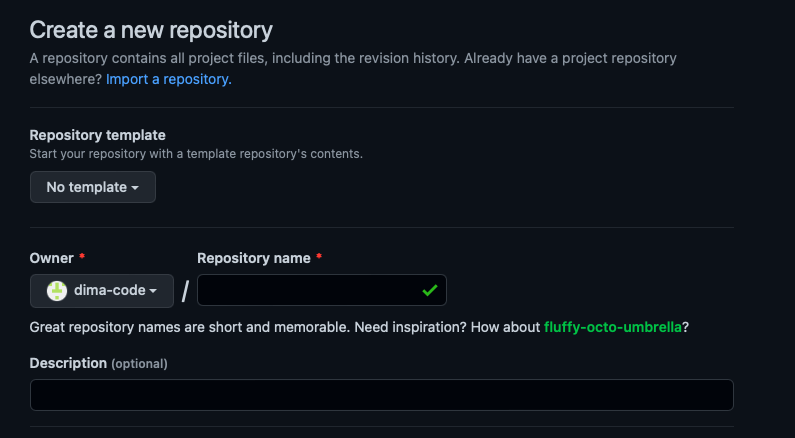 Create a new repository
A repository contains all project files, including the revision history. Already have a project repository
elsewhere? Import a repository.
Repository template
Start your repository with a template repository's contents.
No template
Owner * Repository name *
dima-code /
Great repository names are short and memorable. Need inspiration? How about fluffy-octo-umbrella?
Description (optional)